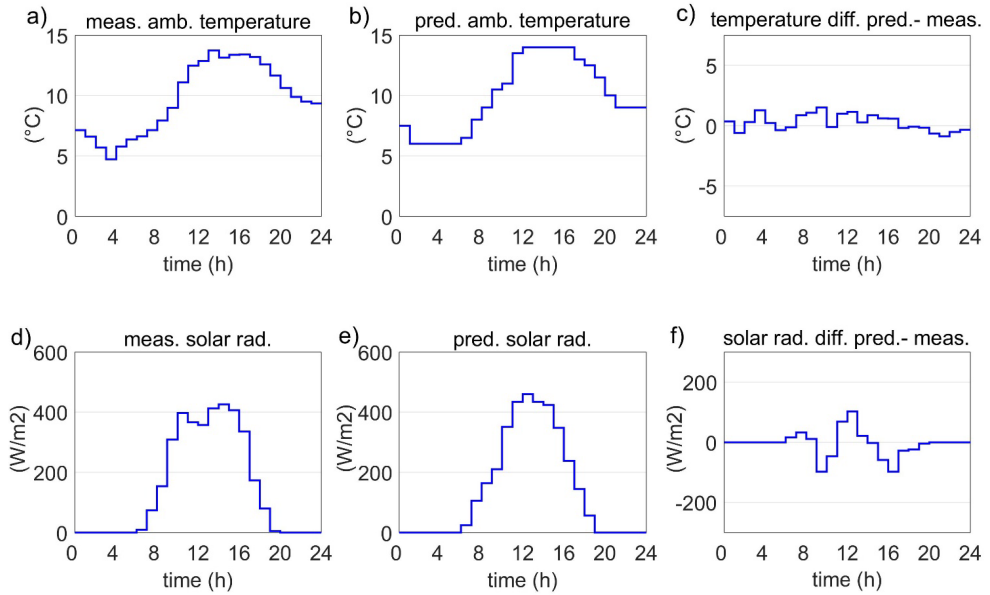 a) meas. amb. temperature
15
10
5
0
(°C)
0 4 8 12 16 20 24
time (h)
b) pred. amb. temperature
15
10
5
0
(°C)
0 4 8 12 16 20 24
time (h)
c) temperature diff. pred.- meas.
5
0
-5
(°C)
0 4 8 12 16 20 24
time (h)
d) meas. solar rad.
600
400
200
0
(W/m2)
0 4 8 12 16 20 24
time (h)
e) pred. solar rad.
600
400
200
0
(W/m2)
0 4 8 12 16 20 24
time (h)
f) solar rad. diff. pred.- meas.
200
0
-200
(W/m2)
0 4 8 12 16 20 24
time (h)